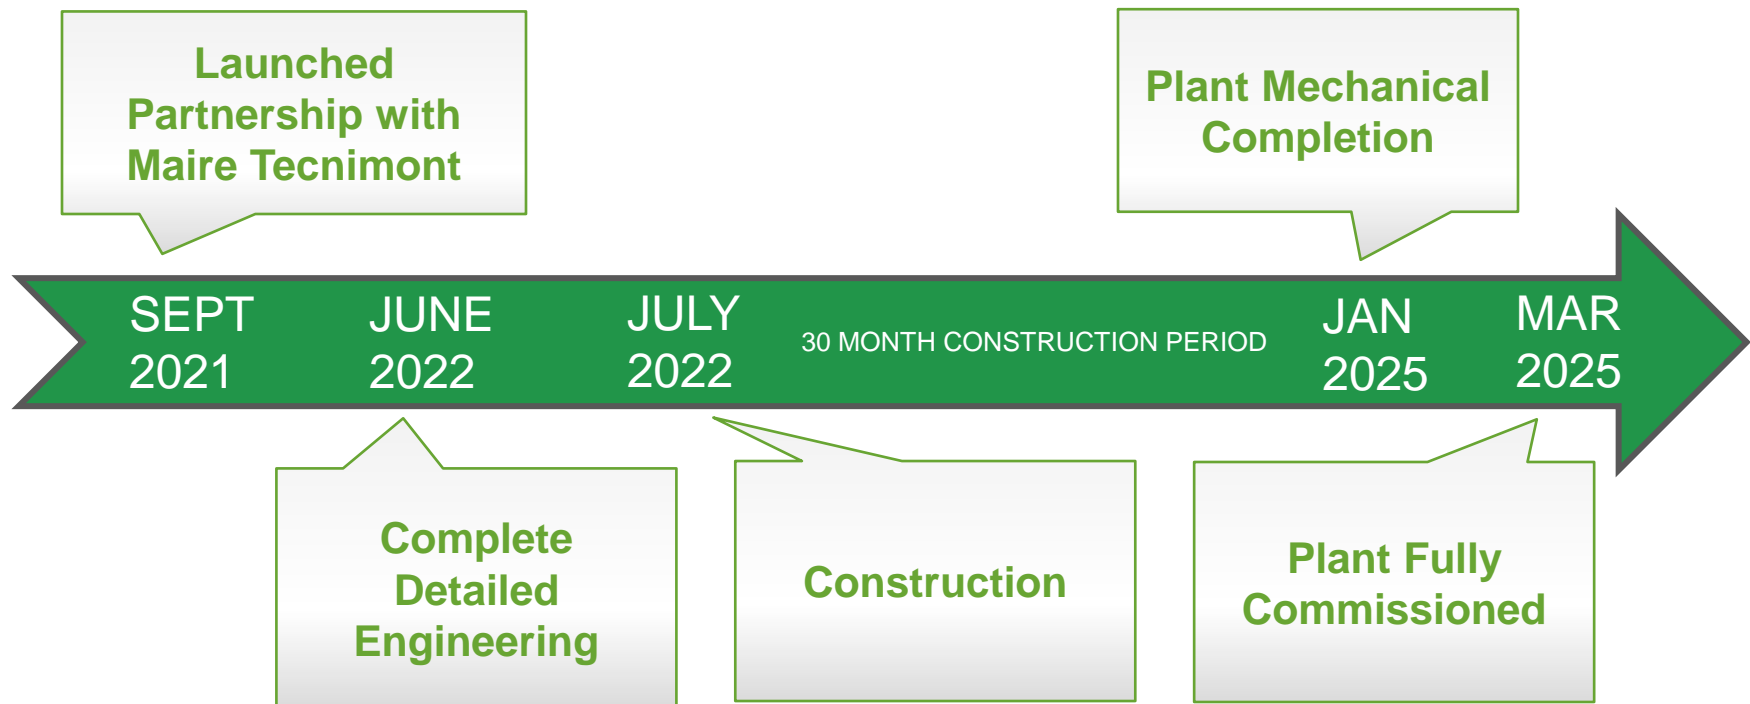 Launched
Partnership with
Maire Tecnimont
Plant Mechanical
Completion
SEPT
2021
JUNE
2022
JULY
2022
30 MONTH CONSTRUCTION PERIOD
JAN
2025
MAR
2025
Complete
Detailed
Engineering
Construction
Plant Fully
Commissioned